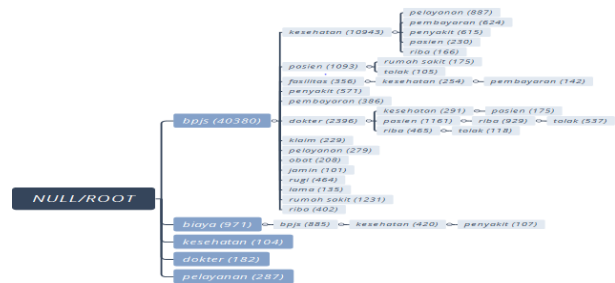 NULL/ROOT
bpjs (40380)
kesehatan (10943)
pelayanan (887)
pembayaran (624)
penyakit (615)
pasien (230)
riba (166)
pasien (1093)
rumah sakit (175)
tolak (105)
fasilitas (356)
kesehatan (254)
pembayaran (142)
penyakit (571)
pembayaran (386)
dokter (2396)
kesehatan (291)
pasien (175)
pasien (1161)
riba (929)
tolak (537)
riba (465)
tolak (118)
klaim (229)
pelayanan (279)
obat (208)
jamin (101)
rugi (464)
lama (135)
rumah sakit (1231)
riba (402)
biaya (971)
bpjs (885)
kesehatan (420)
penyakit (107)
kesehatan (104)
dokter (182)
pelayanan (287)